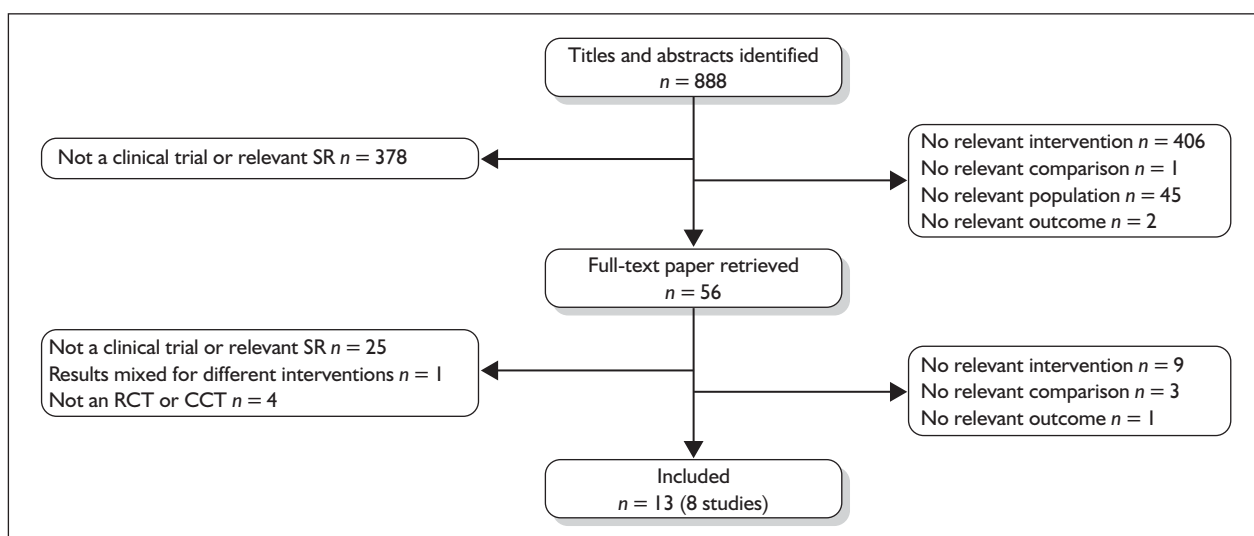 Titles and abstracts identified
n = 888
Not a clinical trial or relevant SR n = 378
No relevant intervention n = 406
No relevant comparison n = 1
No relevant population n = 45
No relevant outcome n = 2
Full-text paper retrieved
n = 56
Not a clinical trial or relevant SR n = 25
Results mixed for different interventions n = 1
Not an RCT or CCT n = 4
No relevant intervention n = 9
No relevant comparison n = 3
No relevant outcome n = 1
Included
n = 13 (8 studies)